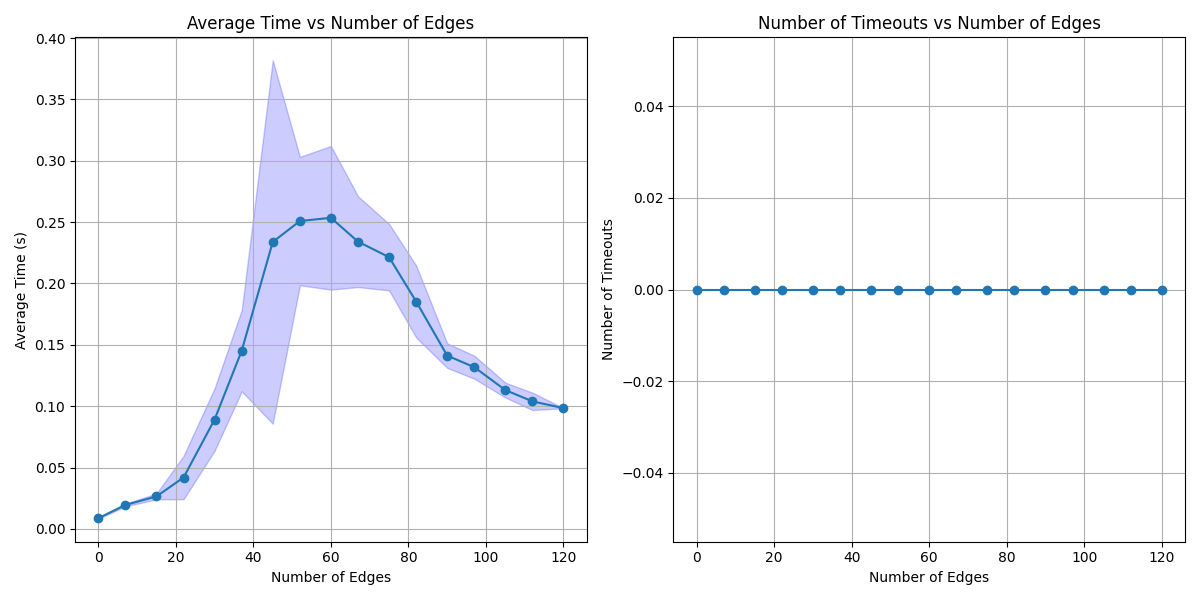 Average Time vs Number of Edges
Number of Timeouts vs Number of Edges
0.40
0.35
0.30
0.25
0.20
0.15
0.10
0.05
0.00
Average Time (s)
0 20 40 60 80 100 120
Number of Edges
0.04
0.02
0.00
−0.02
−0.04
Number of Timeouts
0 20 40 60 80 100 120
Number of Edges